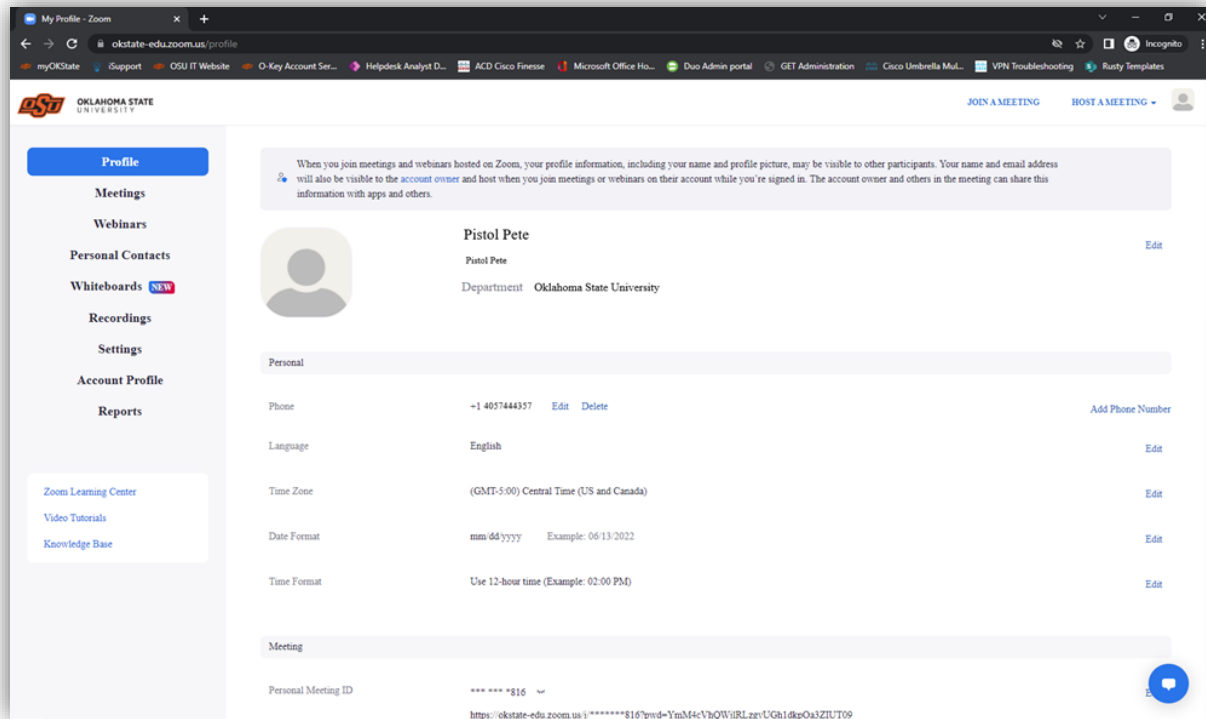 My Profile - Zoom
okstate-edu.zoom.us/profile
Incognito
myOKState iSupport OSU IT Website O-Key Account Ser... Helpdesk Analyst D... ACD Cisco Finesse Microsoft Office Ho... Duo Admin portal GET Administration Cisco Umbrella Mul... VPN Troubleshooting Rusty Templates
OSU OKLAHOMA STATE
UNIVERSITY
JOIN A MEETING HOST A MEETING
Profile
Meetings
Webinars
Personal Contacts
Whiteboards NEW
Recordings
Settings
Account Profile
Reports
Zoom Learning Center
Video Tutorials
Knowledge Base
When you join meetings and webinars hosted on Zoom, your profile information, including your name and profile picture, may be visible to other participants. Your name and email address
will also be visible to the account owner and host when you join meetings or webinars on their account while you're signed in. The account owner and others in the meeting can share this
information with apps and others.
Pistol Pete
Edit
Pistol Pete
Department Oklahoma State University
Personal
Phone +1 4057444357 Edit Delete Add Phone Number
Language English Edit
Time Zone (GMT-5:00) Central Time (US and Canada) Edit
Date Format mm/dd/yyyy Example: 06/13/2022 Edit
Time Format Use 12-hour time (Example: 02:00 PM) Edit
Meeting
Personal Meeting ID *** *** *816